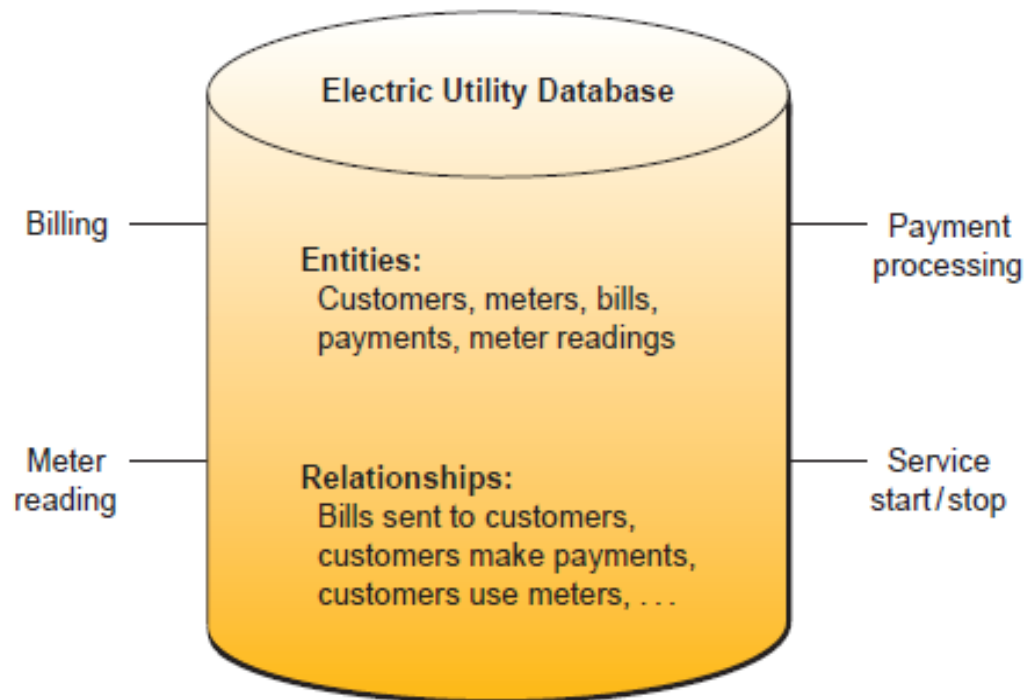 Electric Utility Database
Billing
Payment
processing
Entities:
Customers, meters, bills,
payments, meter readings
Meter
reading
Service
start/stop
Relationships:
Bills sent to customers,
customers make payments,
customers use meters, . . .